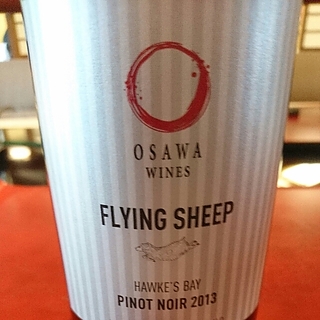 OSAWA
WINES
FLYING SHEEP
HAWKE'S BAY
PINOT NOIR 2013